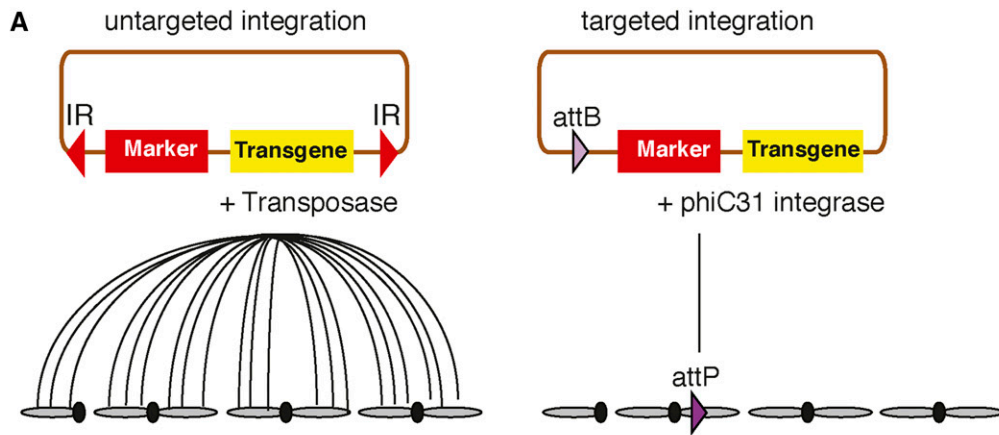 A
untargeted integration
IR
IR
Marker
Transgene
+ Transposase
targeted integration
attB
Marker
Transgene
+ phiC31 integrase
attP